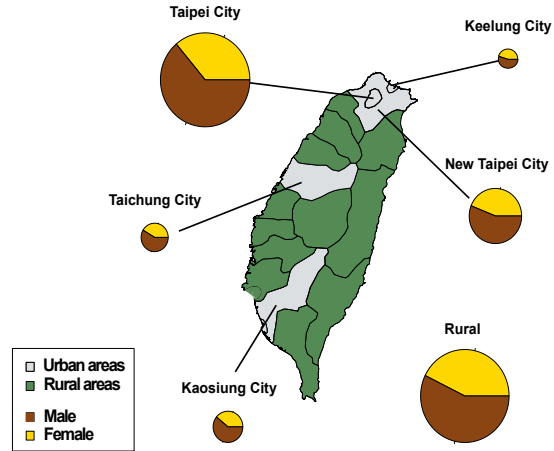 Taipei City
Keelung City
New Taipei City
Taichung City
Rural
Kaosiung City
Urban areas
Rural areas
Male
Female